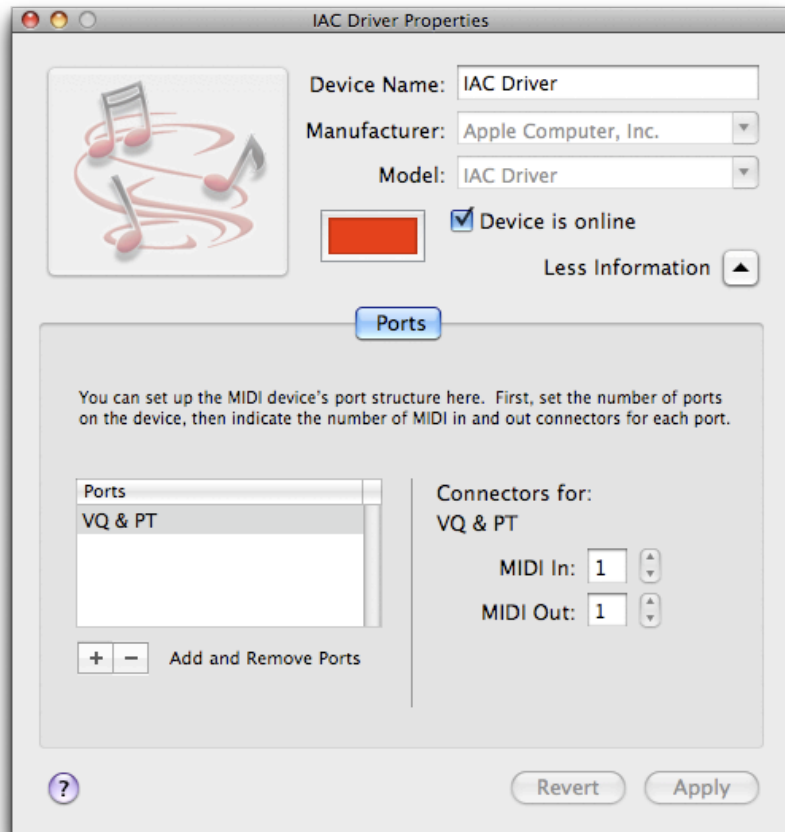 IAC Driver Properties
Device Name: IAC Driver
Manufacturer: Apple Computer, Inc.
Model: IAC Driver
Device is online
Less Information
Ports
You can set up the MIDI device's port structure here. First, set the number of ports
on the device, then indicate the number of MIDI in and out connectors for each port.
Ports
VQ & PT
Connectors for:
VQ & PT
MIDI In: 1
MIDI Out: 1
+ − Add and Remove Ports
? Revert Apply